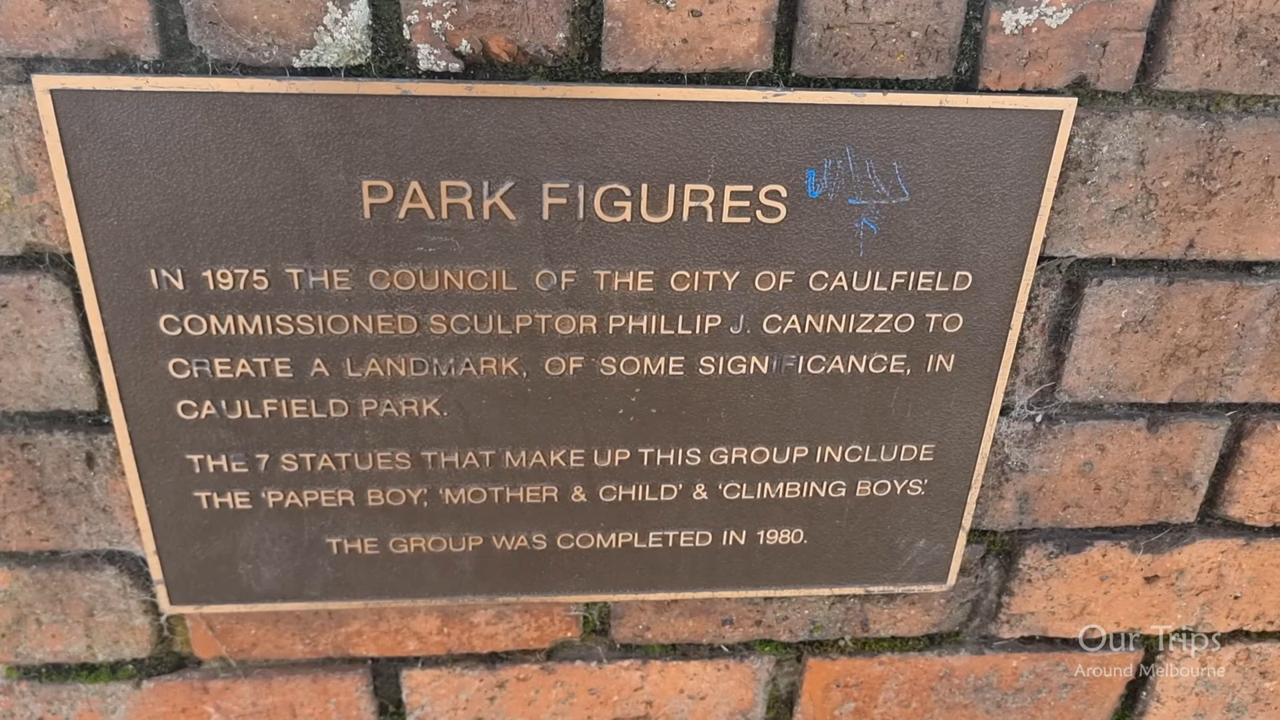 PARK FIGURES
IN 1975 THE COUNCIL OF THE CITY OF CAULFIELD
COMMISSIONED SCULPTOR PHILLIP J. CANNIZZO TO
CREATE A LANDMARK, OF SOME SIGNIFICANCE, IN
CAULFIELD PARK.
THE 7 STATUES THAT MAKE UP THIS GROUP INCLUDE
THE 'PAPER BOY', 'MOTHER & CHILD' & 'CLIMBING BOYS'.
THE GROUP WAS COMPLETED IN 1980.
Our Trips
Around Melbourne